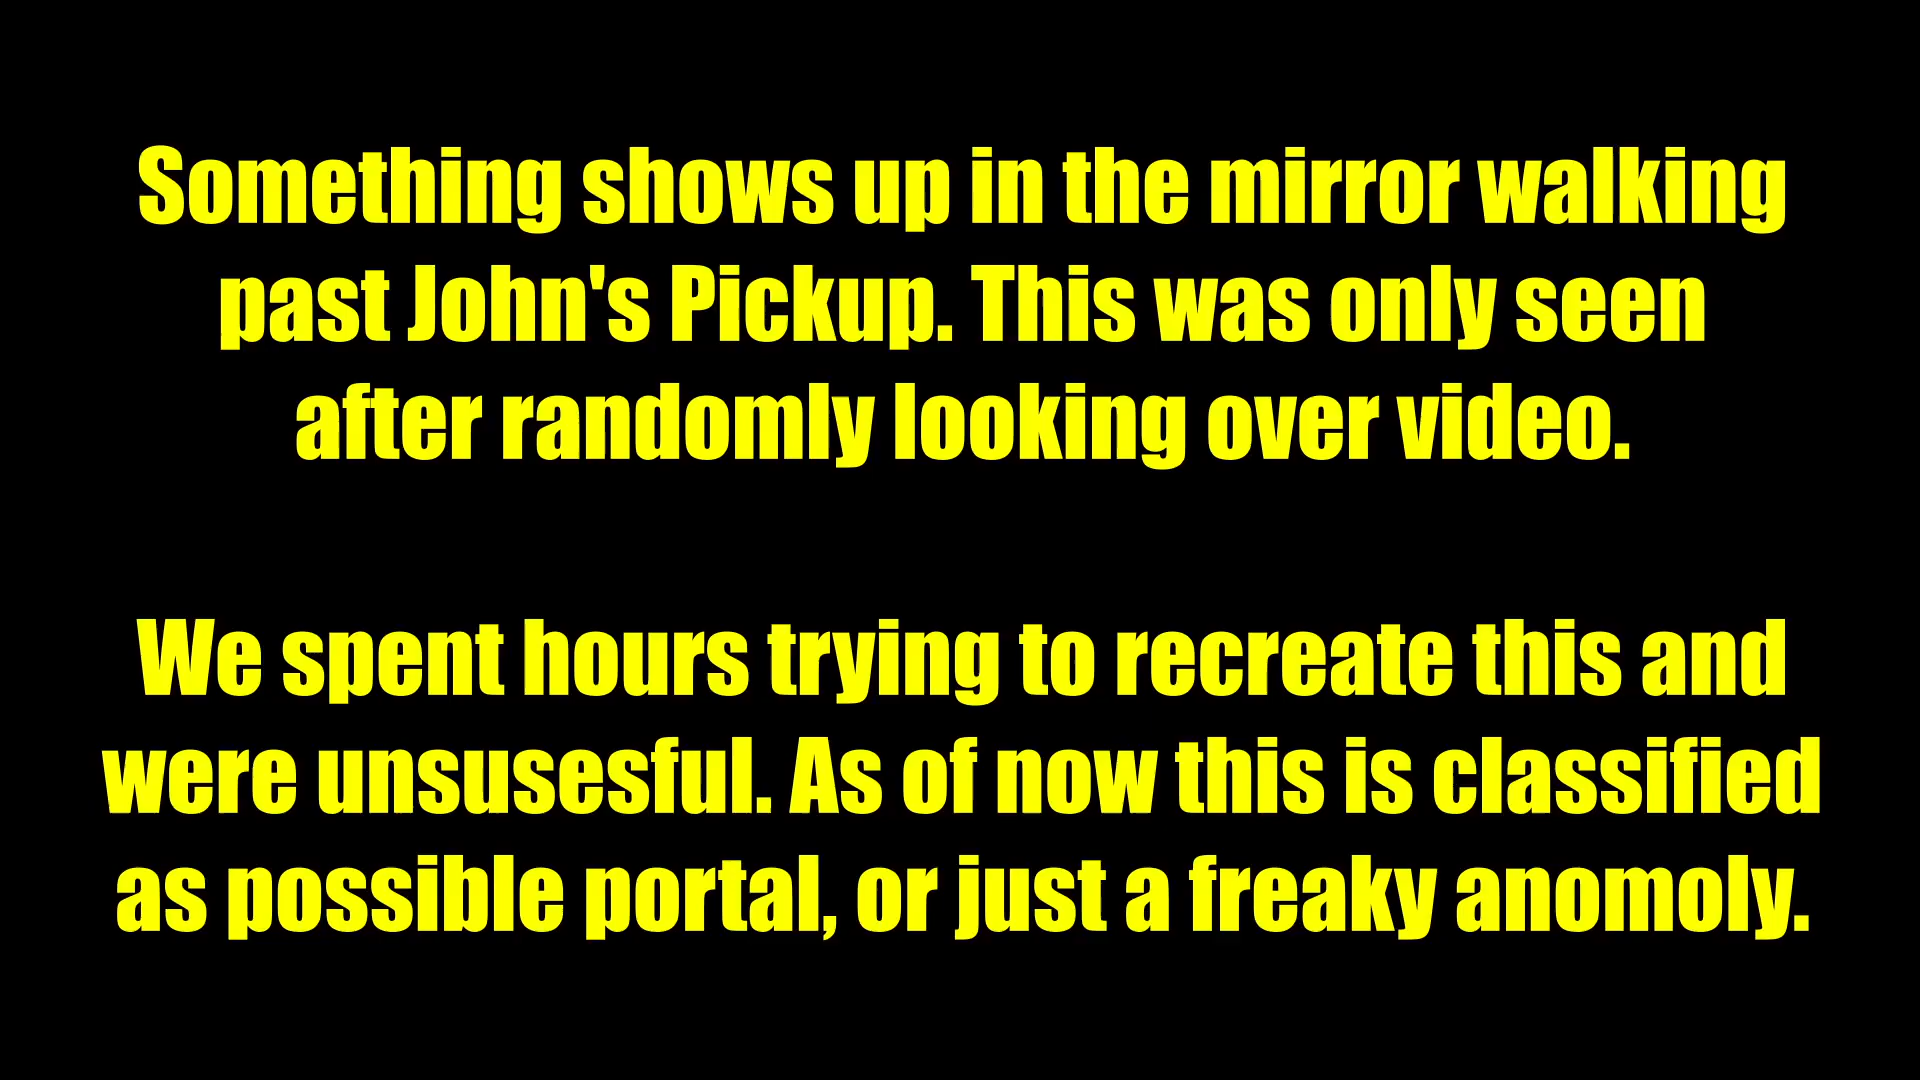 Something shows up in the mirror walking
past John's Pickup. This was only seen
after randomly looking over video.
We spent hours trying to recreate this and
were unsusesful. As of now this is classified
as possible portal, or just a freaky anomoly.